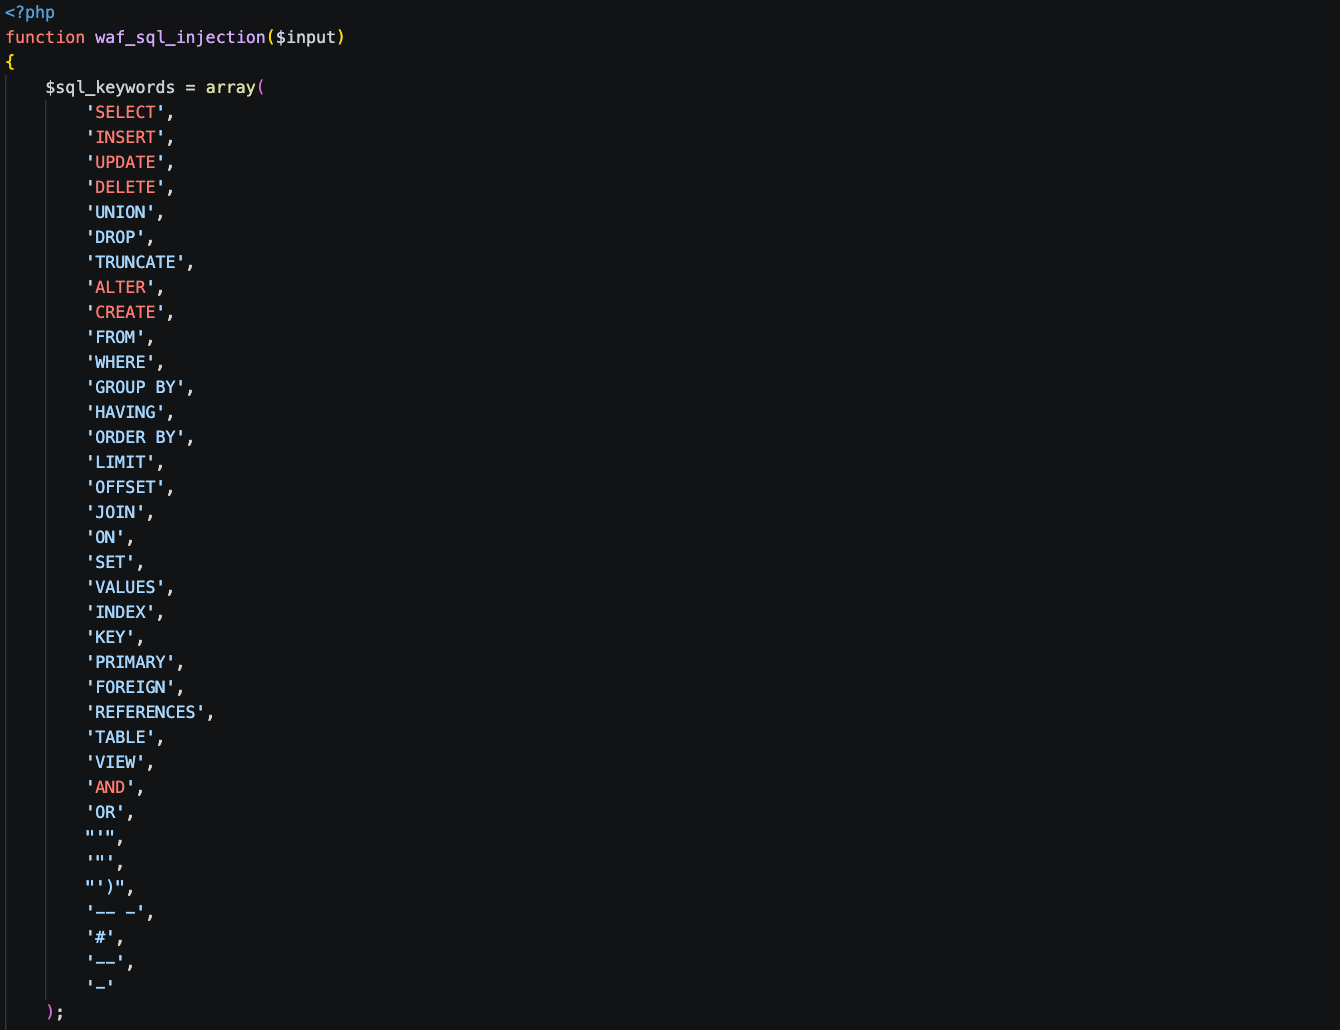 <?php
function waf_sql_injection($input)
{
    $sql_keywords = array(
        'SELECT',
        'INSERT',
        'UPDATE',
        'DELETE',
        'UNION',
        'DROP',
        'TRUNCATE',
        'ALTER',
        'CREATE',
        'FROM',
        'WHERE',
        'GROUP BY',
        'HAVING',
        'ORDER BY',
        'LIMIT',
        'OFFSET',
        'JOIN',
        'ON',
        'SET',
        'VALUES',
        'INDEX',
        'KEY',
        'PRIMARY',
        'FOREIGN',
        'REFERENCES',
        'TABLE',
        'VIEW',
        'AND',
        'OR',
        "'",
        '"',
        "')",
        '-- -',
        '#',
        '--',
        '-'
    );